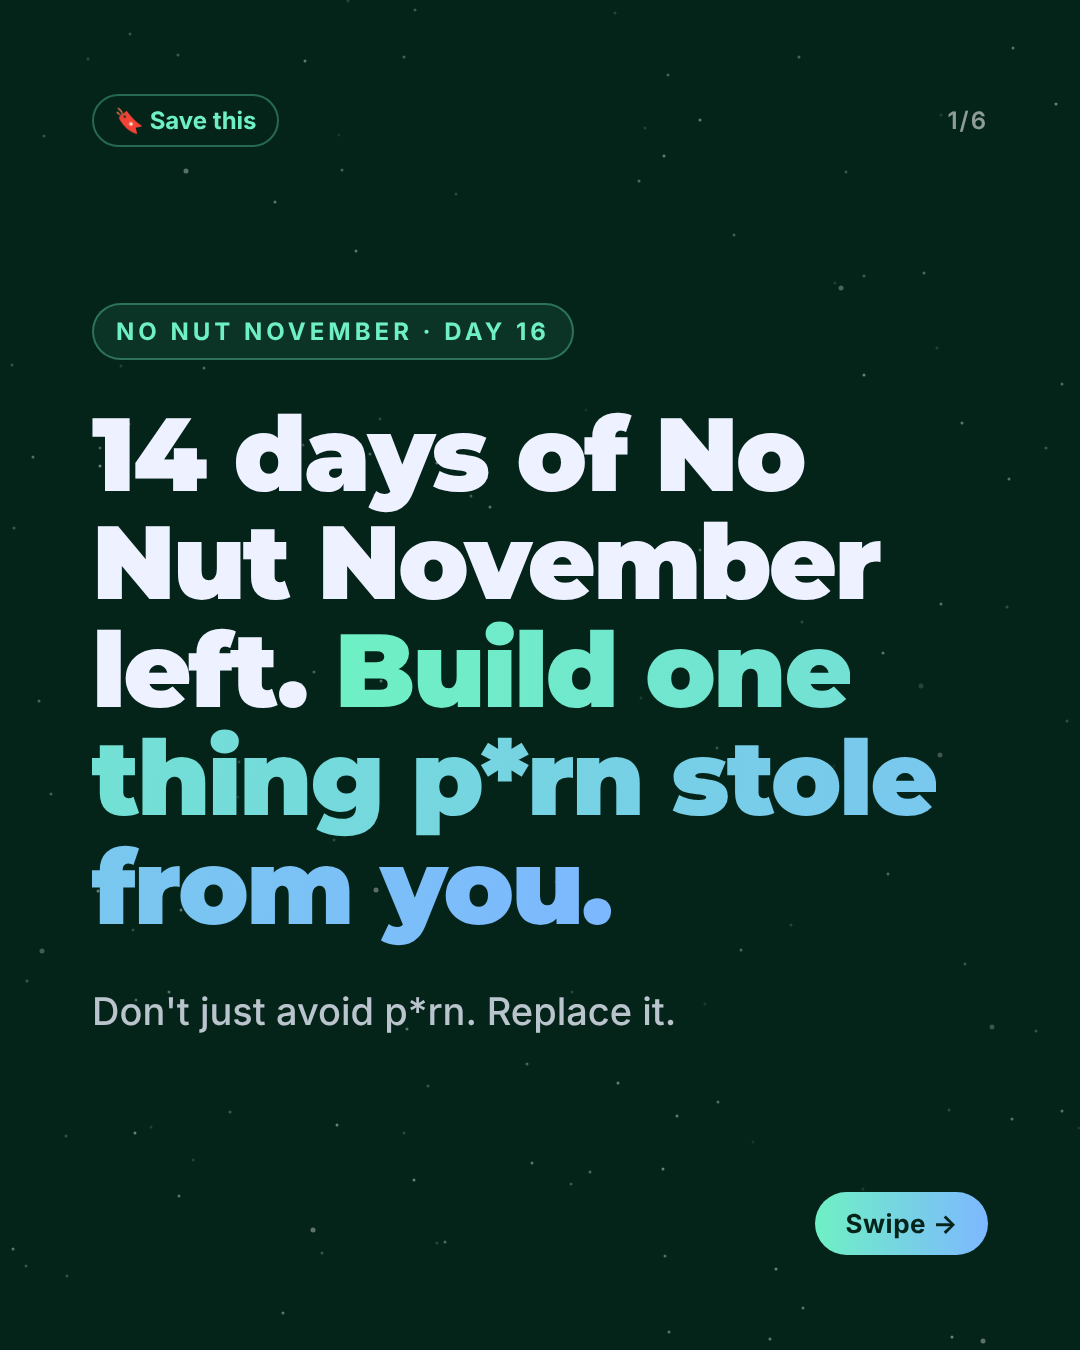 🔖 Save this
1/6
NO NUT NOVEMBER · DAY 16
14 days of No
Nut November
left. Build one
thing p*rn stole
from you.
Don't just avoid p*rn. Replace it.
Swipe →